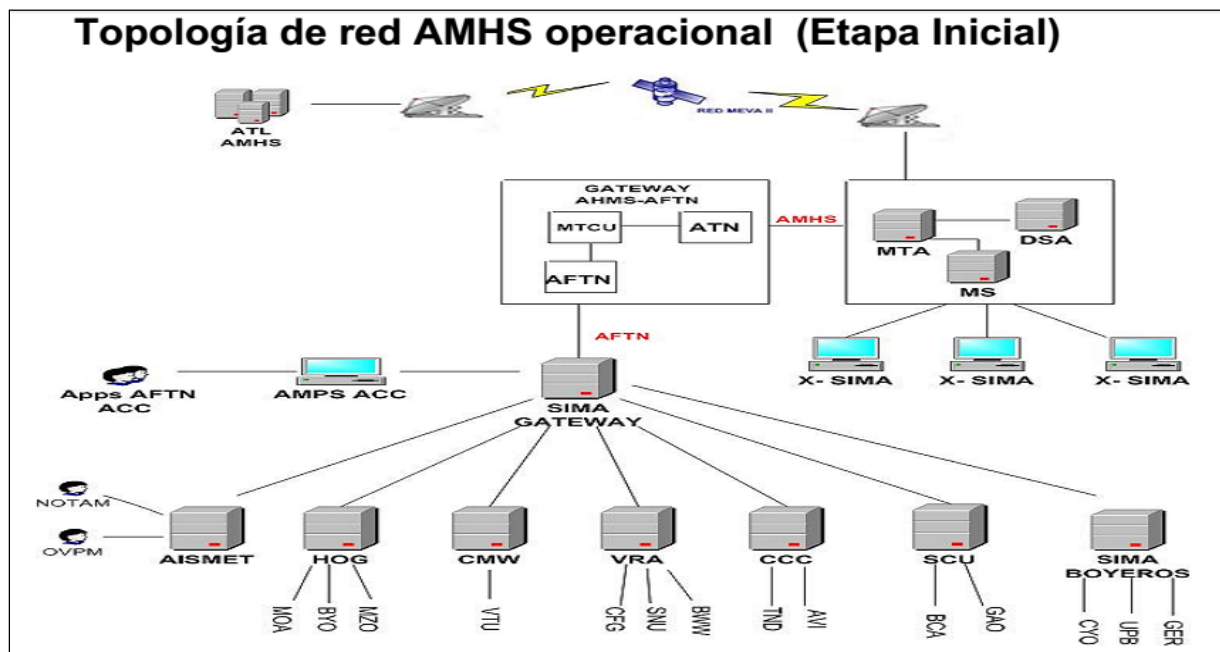 Topología de red AMHS operacional (Etapa Inicial)
ATL
AMHS
RED MEVA II
GATEWAY
AHMS-AFTN
MTCU
ATN
AFTN
AMHS
MTA
DSA
MS
AFTN
X- SIMA
X- SIMA
X- SIMA
Apps AFTN
ACC
AMPS ACC
SIMA
GATEWAY
NOTAM
OVPM
AISMET
HOG
CMW
VRA
CCC
SCU
SIMA
BOYEROS
MOA
BYO
MZO
VTU
CFG
SNU
BWW
TND
AVI
BCA
GAO
CYO
UPB
GER